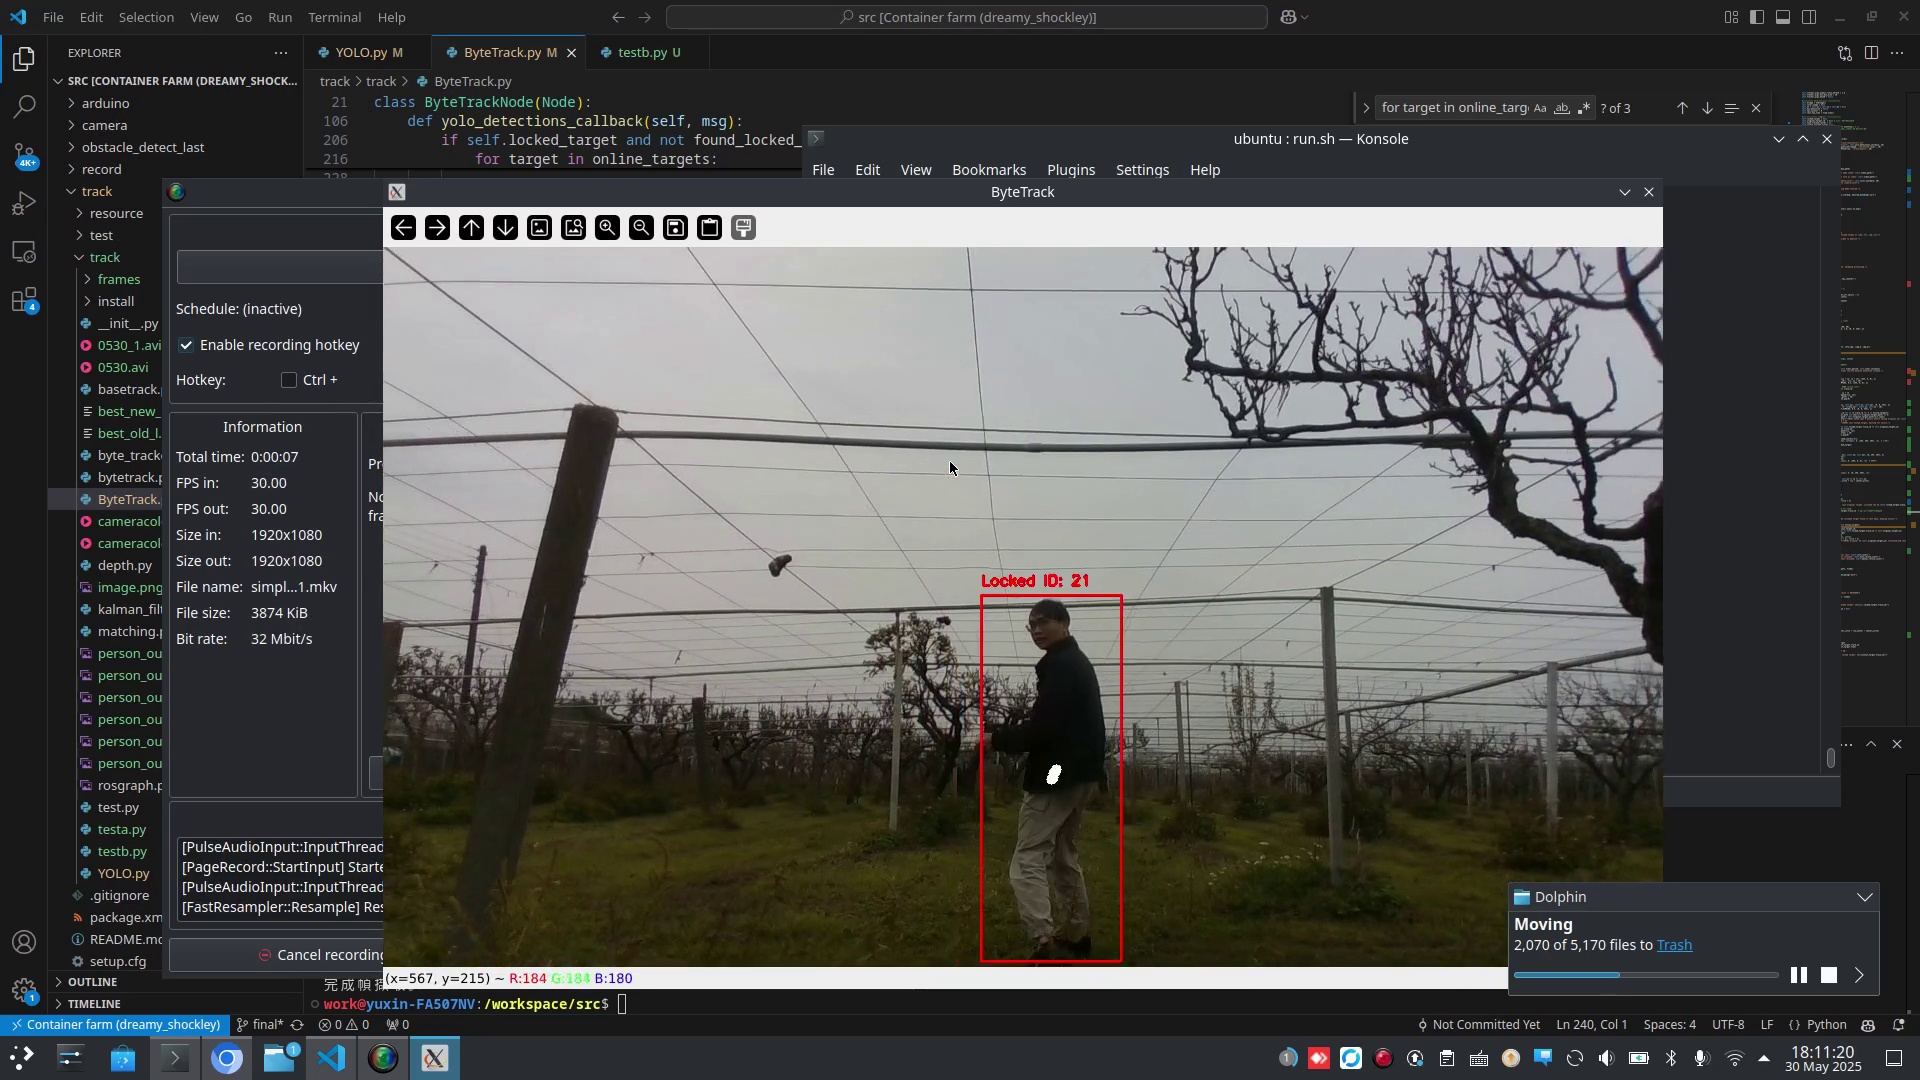 File Edit Selection View Go Run Terminal Help
src [Container farm (dreamy_shockley)]
EXPLORER
YOLO.py M
ByteTrack.py M
testb.py U
SRC [CONTAINER FARM (DREAMY_SHOCK...
track > track > ByteTrack.py
arduino
camera
obstacle_detect_last
record
track
resource
test
track
frames
install
__init__.py
0530_1.avi
0530.avi
basetrack.
best_new_
best_old_l.
byte_track
bytetrack.p
ByteTrack.
cameracol
cameracol
depth.py
image.png
kalman_filt
matching.p
person_ou
person_ou
person_ou
person_ou
person_ou
person_ou
rosgraph.p
test.py
testa.py
testb.py
YOLO.py
.gitignore
package.xm
README.md
setup.cfg
OUTLINE
TIMELINE
4K+
4
1
21 class ByteTrackNode(Node):
106 def yolo_detections_callback(self, msg):
206 if self.locked_target and not found_locked_
216 for target in online_targets:
for target in online_targ
Aa ab .*
? of 3
ubuntu : run.sh — Konsole
File Edit View Bookmarks Plugins Settings Help
ByteTrack
Schedule: (inactive)
Enable recording hotkey
Hotkey: Ctrl +
Information
Total time: 0:00:07
FPS in: 30.00
FPS out: 30.00
Size in: 1920x1080
Size out: 1920x1080
File name: simpl...1.mkv
File size: 3874 KiB
Bit rate: 32 Mbit/s
Pr
No
fra
[PulseAudioInput::InputThread
[PageRecord::StartInput] Starte
[PulseAudioInput::InputThread
[FastResampler::Resample] Res
Cancel recording
Locked ID: 21
(x=567, y=215) ~ R:184 G:184 B:180
Dolphin
Moving
2,070 of 5,170 files to Trash
work@yuxin-FA507NV:/workspace/src$
Container farm (dreamy_shockley)
final*
0 0
0
Not Committed Yet
Ln 240, Col 1
Spaces: 4
UTF-8
LF
Python
1
1
18:11:20
30 May 2025